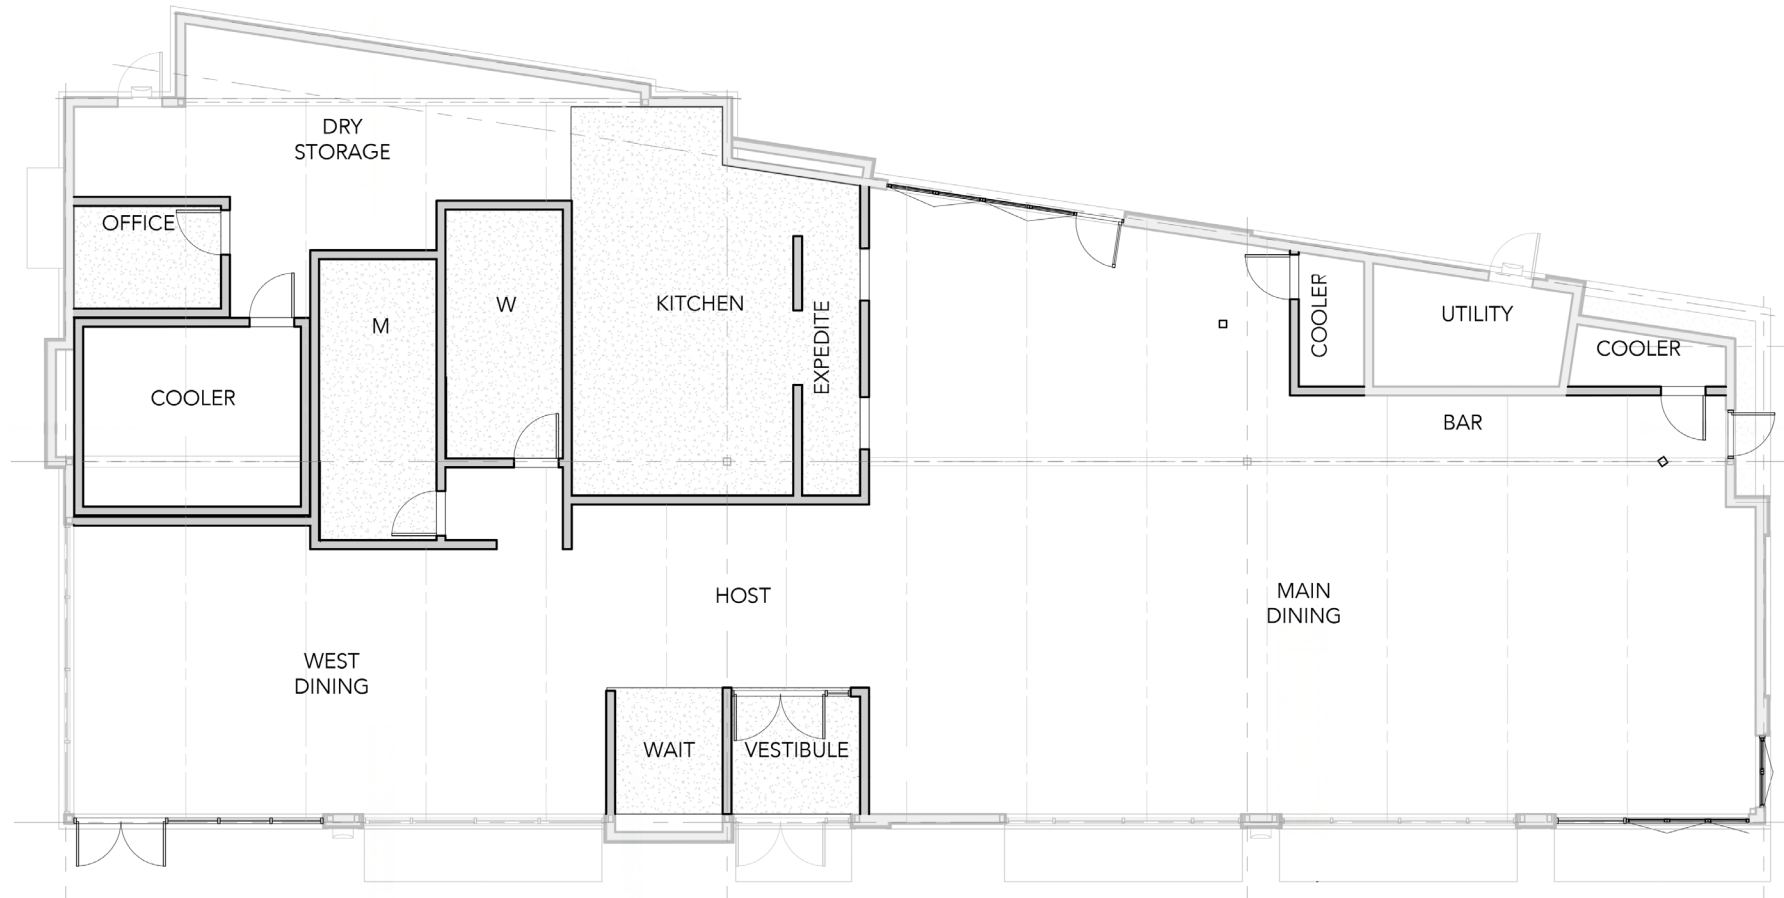 DRY
STORAGE
OFFICE
M
W
KITCHEN
EXPEDITE
COOLER
COOLER
UTILITY
COOLER
BAR
HOST
MAIN
DINING
WEST
DINING
WAIT
VESTIBULE